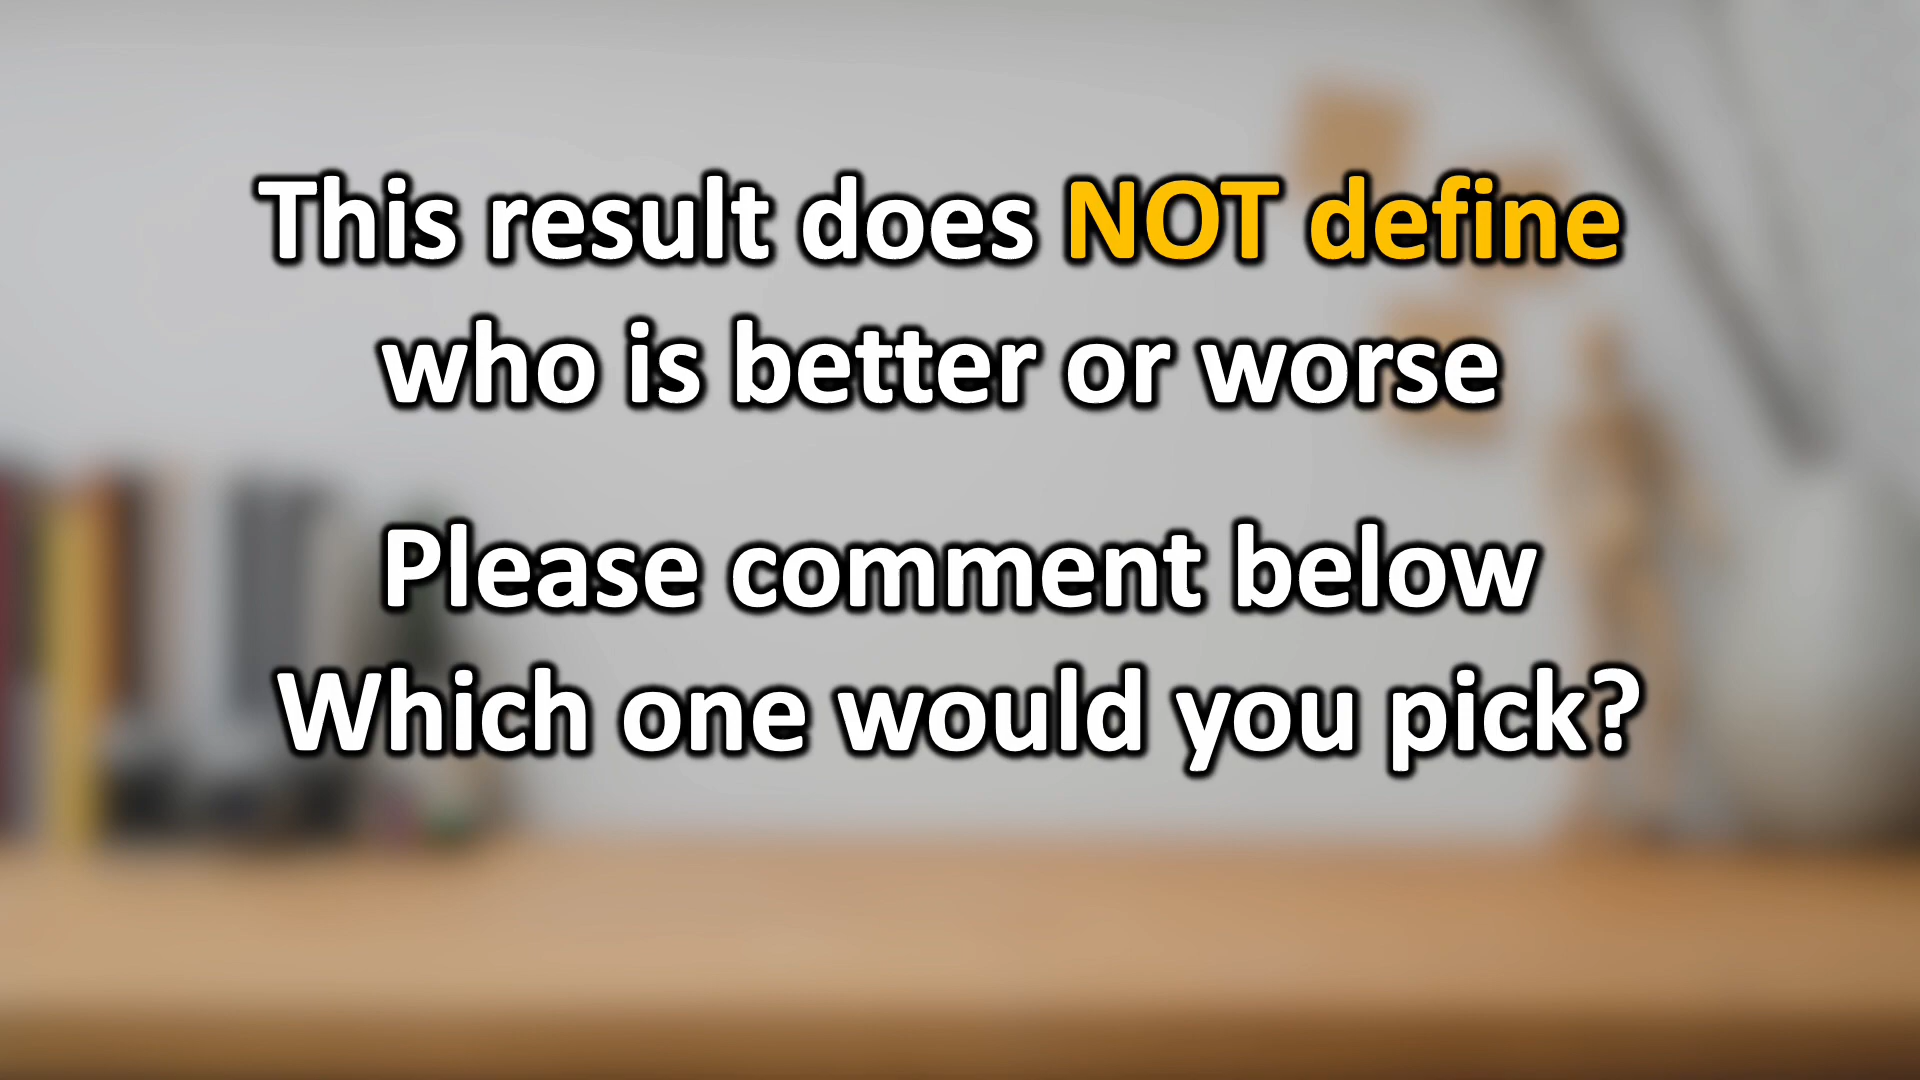 This result does NOT define
who is better or worse
Please comment below
Which one would you pick?